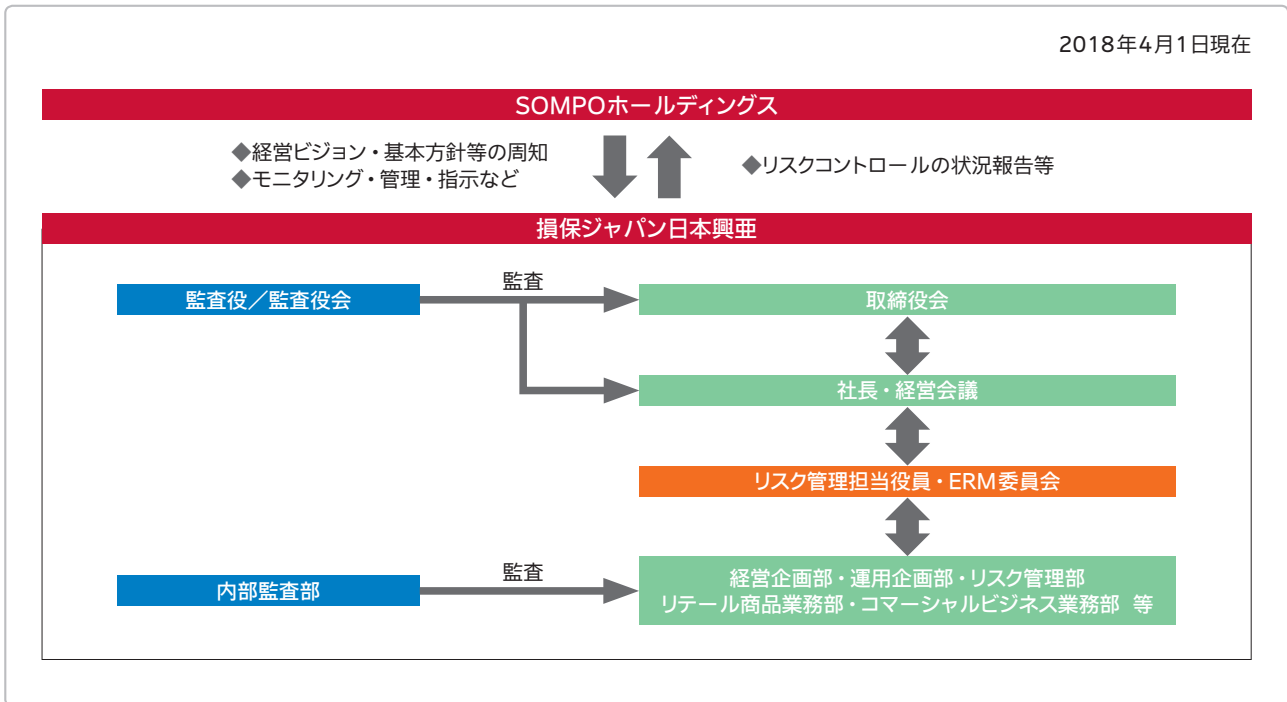 2018年4月1日現在
SOMPOホールディングス
◆経営ビジョン・基本方針等の周知
◆モニタリング・管理・指示など
◆リスクコントロールの状況報告等
損保ジャパン日本興亜
監査役／監査役会
監査
取締役会
社長・経営会議
リスク管理担当役員・ERM委員会
内部監査部
監査
経営企画部・運用企画部・リスク管理部
リテール商品業務部・コマーシャルビジネス業務部 等